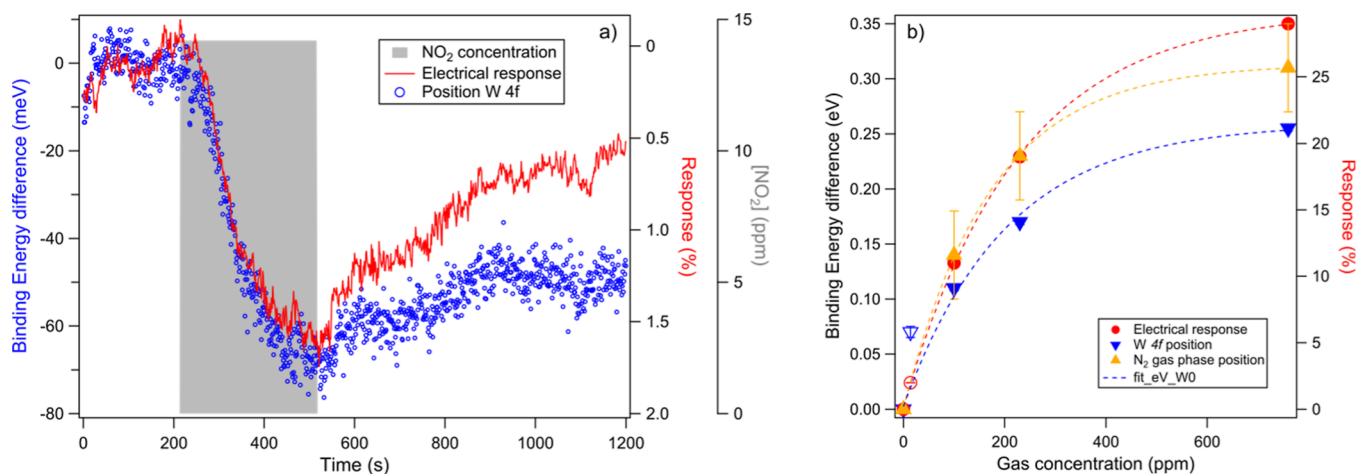 a)
NO₂ concentration
Electrical response
Position W 4f
Binding Energy difference (meV)
0
-20
-40
-60
-80
0
200
400
600
800
1000
1200
Time (s)
0
0.5
1.0
1.5
2.0
Response (%)
15
10
5
0
[NO₂] (ppm)
b)
Binding Energy difference (eV)
0.35
0.30
0.25
0.20
0.15
0.10
0.05
0.00
0
200
400
600
Gas concentration (ppm)
Electrical response
W 4f position
N₂ gas phase position
fit_eV_W0
25
20
15
10
5
0
Response (%)